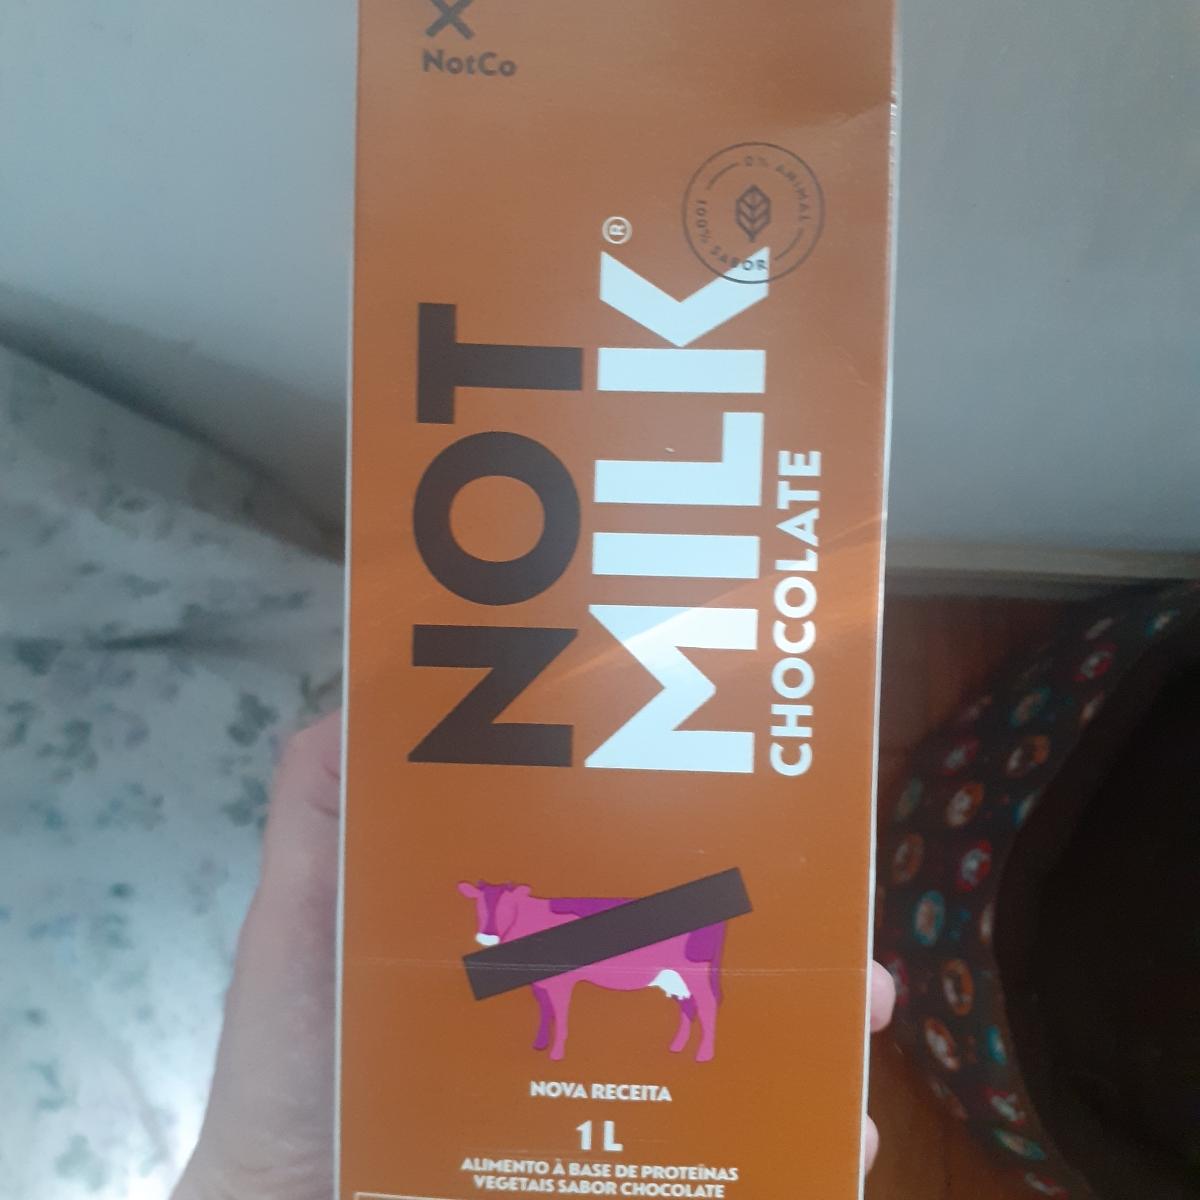 NotCo
0% ANIMAL
100% SABOR
NOT
MILK®
CHOCOLATE
NOVA RECEITA
1 L
ALIMENTO À BASE DE PROTEÍNAS
VEGETAIS SABOR CHOCOLATE